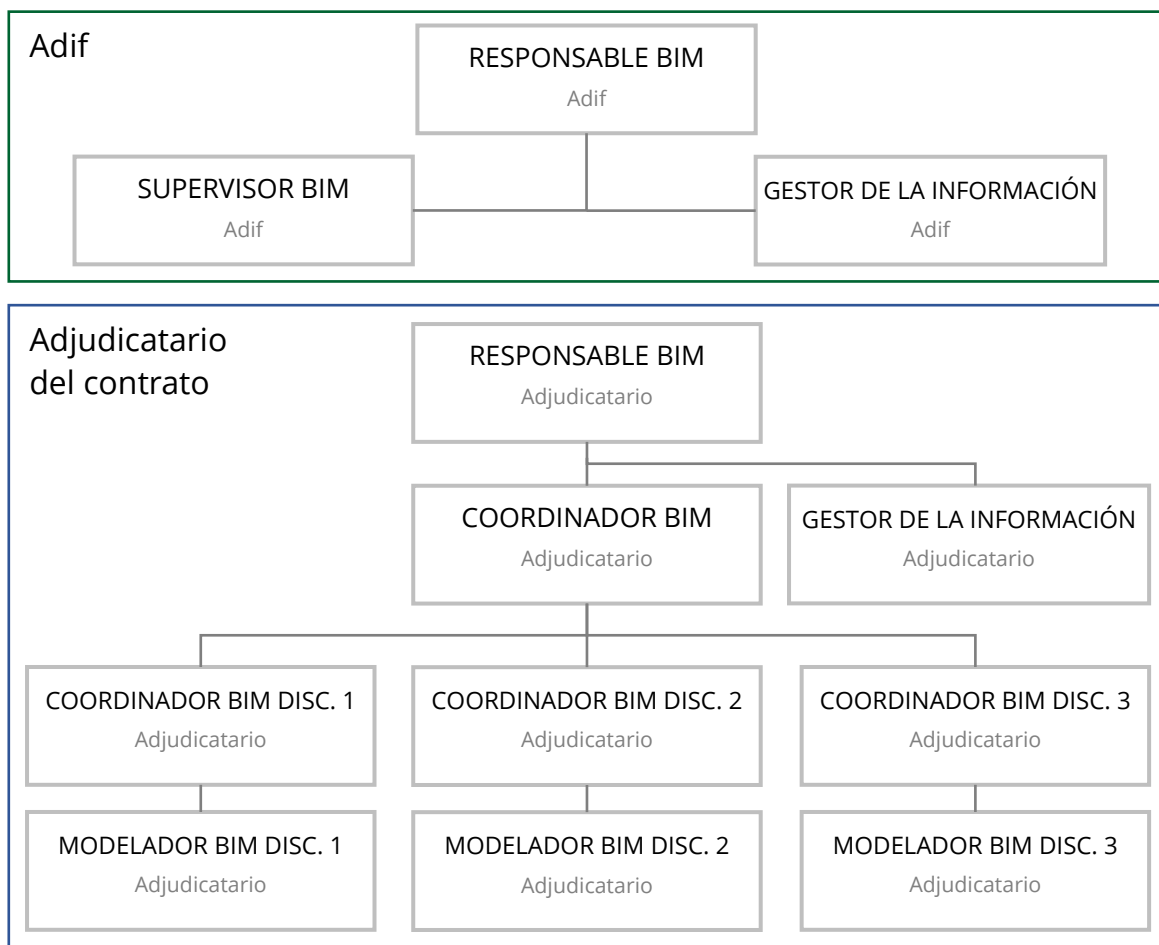 Adif
RESPONSABLE BIM
Adif
SUPERVISOR BIM
Adif
GESTOR DE LA INFORMACIÓN
Adif
Adjudicatario
del contrato
RESPONSABLE BIM
Adjudicatario
COORDINADOR BIM
Adjudicatario
GESTOR DE LA INFORMACIÓN
Adjudicatario
COORDINADOR BIM DISC. 1
Adjudicatario
COORDINADOR BIM DISC. 2
Adjudicatario
COORDINADOR BIM DISC. 3
Adjudicatario
MODELADOR BIM DISC. 1
Adjudicatario
MODELADOR BIM DISC. 2
Adjudicatario
MODELADOR BIM DISC. 3
Adjudicatario